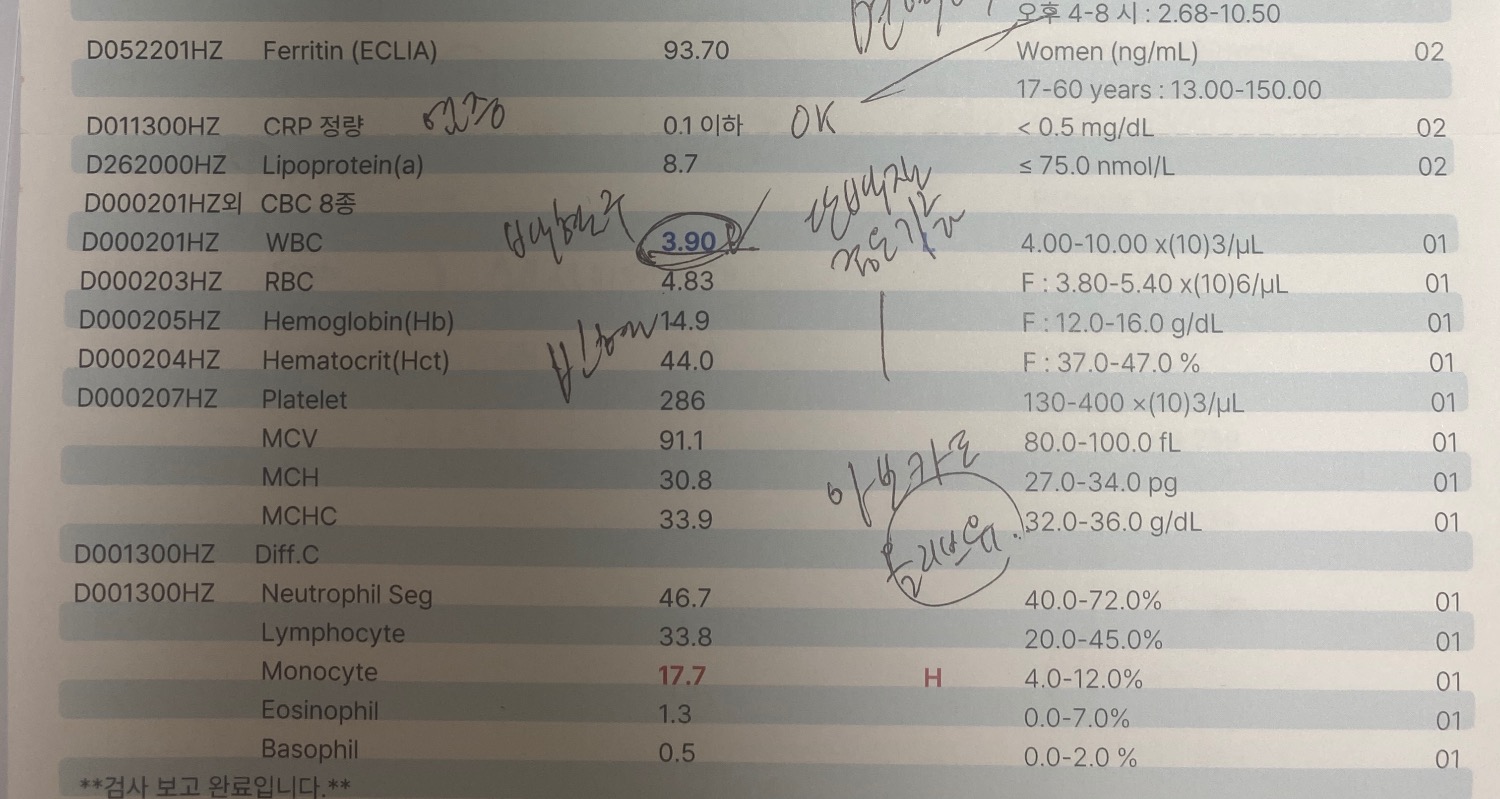 오후 4-8 시 : 2.68-10.50
D052201HZ Ferritin (ECLIA) 93.70 Women (ng/mL) 02
17-60 years : 13.00-150.00
D011300HZ CRP 정량 염증 0.1 이하 OK < 0.5 mg/dL 02
D262000HZ Lipoprotein(a) 8.7 ≤ 75.0 nmol/L 02
D000201HZ외 CBC 8종
D000201HZ WBC 3.90 4.00-10.00 x(10)3/μL 01
D000203HZ RBC 4.83 F : 3.80-5.40 x(10)6/μL 01
D000205HZ Hemoglobin(Hb) 14.9 F : 12.0-16.0 g/dL 01
D000204HZ Hematocrit(Hct) 44.0 F : 37.0-47.0 % 01
D000207HZ Platelet 286 130-400 ×(10)3/μL 01
MCV 91.1 80.0-100.0 fL 01
MCH 30.8 27.0-34.0 pg 01
MCHC 33.9 32.0-36.0 g/dL 01
D001300HZ Diff.C
D001300HZ Neutrophil Seg 46.7 40.0-72.0% 01
Lymphocyte 33.8 20.0-45.0% 01
Monocyte 17.7 H 4.0-12.0% 01
Eosinophil 1.3 0.0-7.0% 01
Basophil 0.5 0.0-2.0 % 01
**검사 보고 완료입니다.**